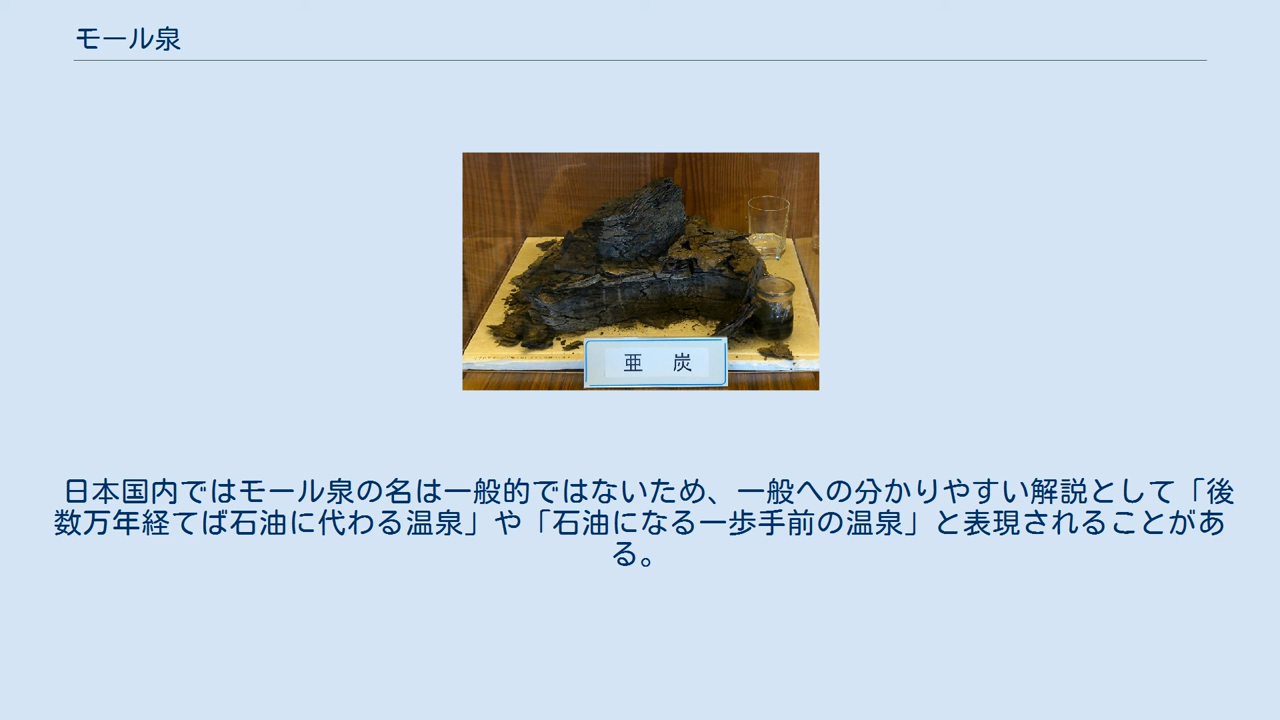 モール泉
亜 炭
日本国内ではモール泉の名は一般的ではないため、一般への分かりやすい解説として「後
数万年経てば石油に代わる温泉」や「石油になる一歩手前の温泉」と表現されることがあ
る。